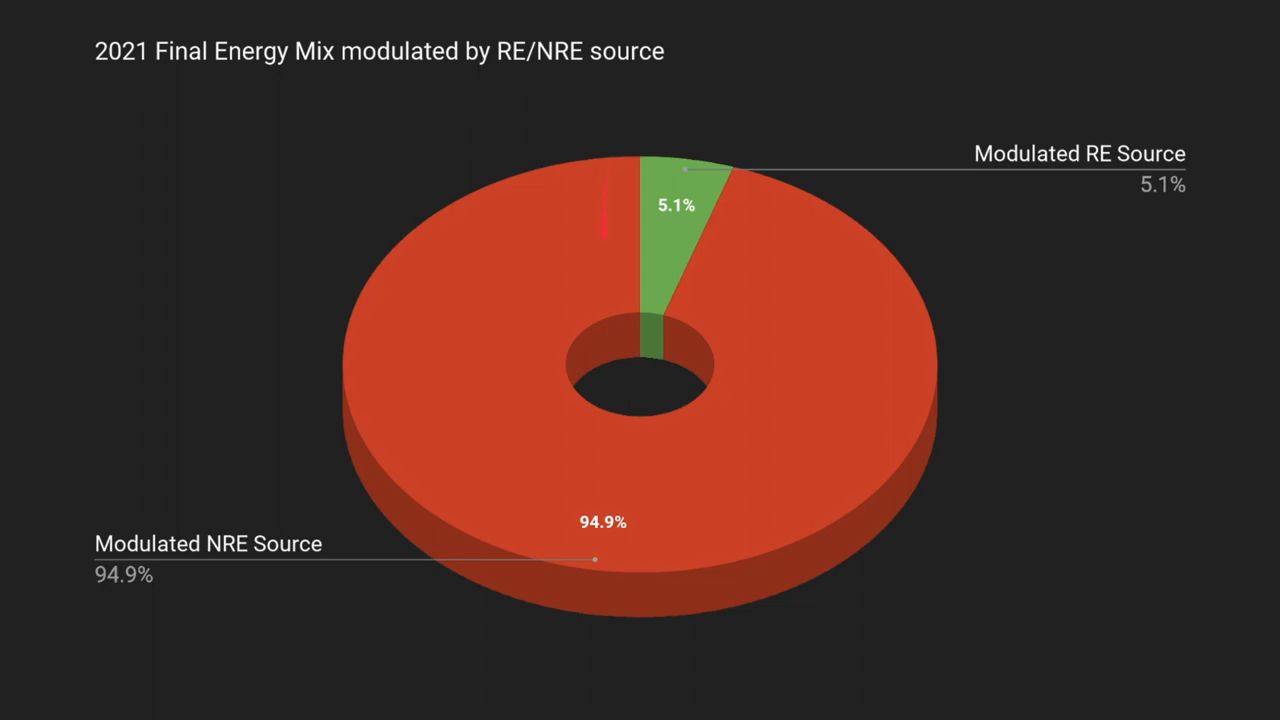 2021 Final Energy Mix modulated by RE/NRE source
Modulated RE Source
5.1%
5.1%
94.9%
Modulated NRE Source
94.9%